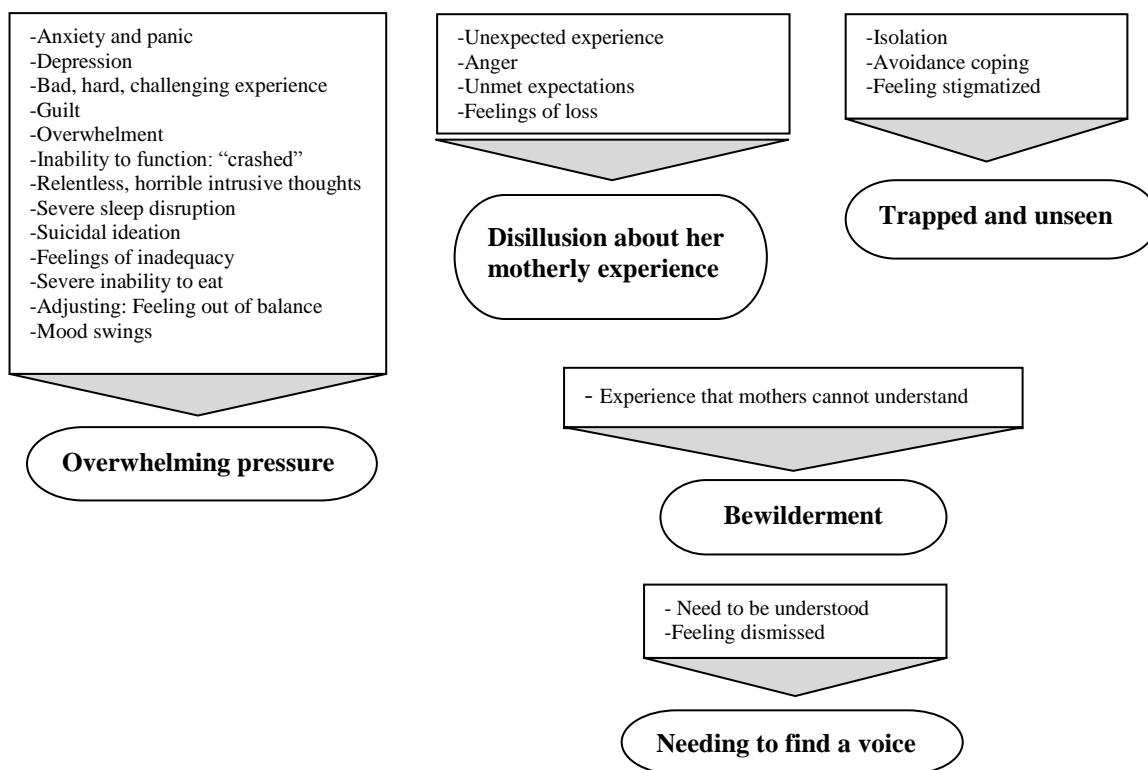 -Anxiety and panic
-Depression
-Bad, hard, challenging experience
-Guilt
-Overwhelment
-Inability to function: “crashed”
-Relentless, horrible intrusive thoughts
-Severe sleep disruption
-Suicidal ideation
-Feelings of inadequacy
-Severe inability to eat
-Adjusting: Feeling out of balance
-Mood swings
Overwhelming pressure
-Unexpected experience
-Anger
-Unmet expectations
-Feelings of loss
Disillusion about her
motherly experience
-Isolation
-Avoidance coping
-Feeling stigmatized
Trapped and unseen
- Experience that mothers cannot understand
Bewilderment
- Need to be understood
-Feeling dismissed
Needing to find a voice